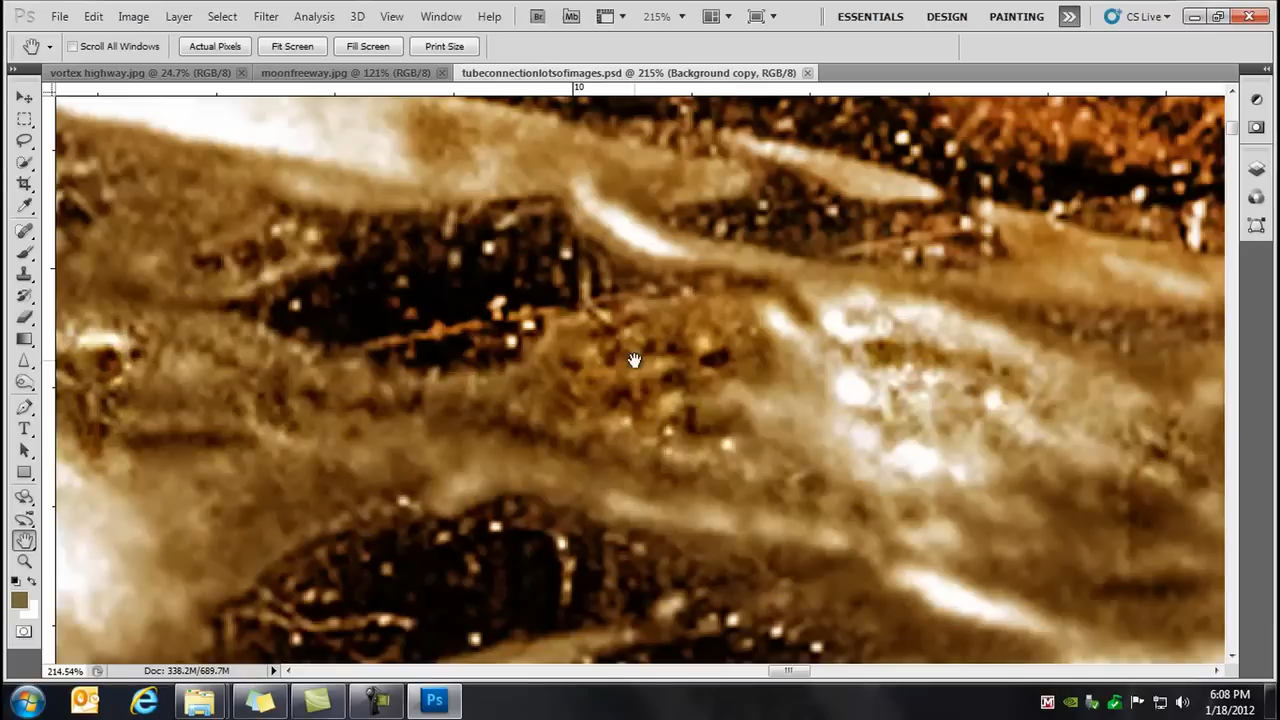 Ps File Edit Image Layer Select Filter Analysis 3D View Window Help Br Mb 215% ESSENTIALS DESIGN PAINTING CS Live
Scroll All Windows Actual Pixels Fit Screen Fill Screen Print Size
vortex highway.jpg @ 24.7% (RGB/8) moonfreeway.jpg @ 121% (RGB/8) tubeconnectionlotsofimages.psd @ 215% (Background copy, RGB/8)
10
T
214.54% Doc: 338.2M/689.7M
Ps M 6:08 PM
1/18/2012